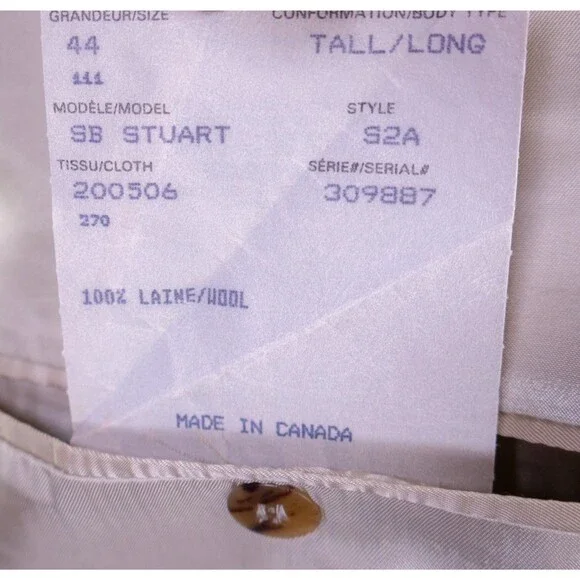 GRANDEUR/SIZE CONFORMATION/BODY TYPE
44 TALL/LONG
111
MODÈLE/MODEL STYLE
SB STUART S2A
TISSU/CLOTH SÉRIE#/SERIAL#
200506 309887
270
100% LAINE/WOOL
MADE IN CANADA